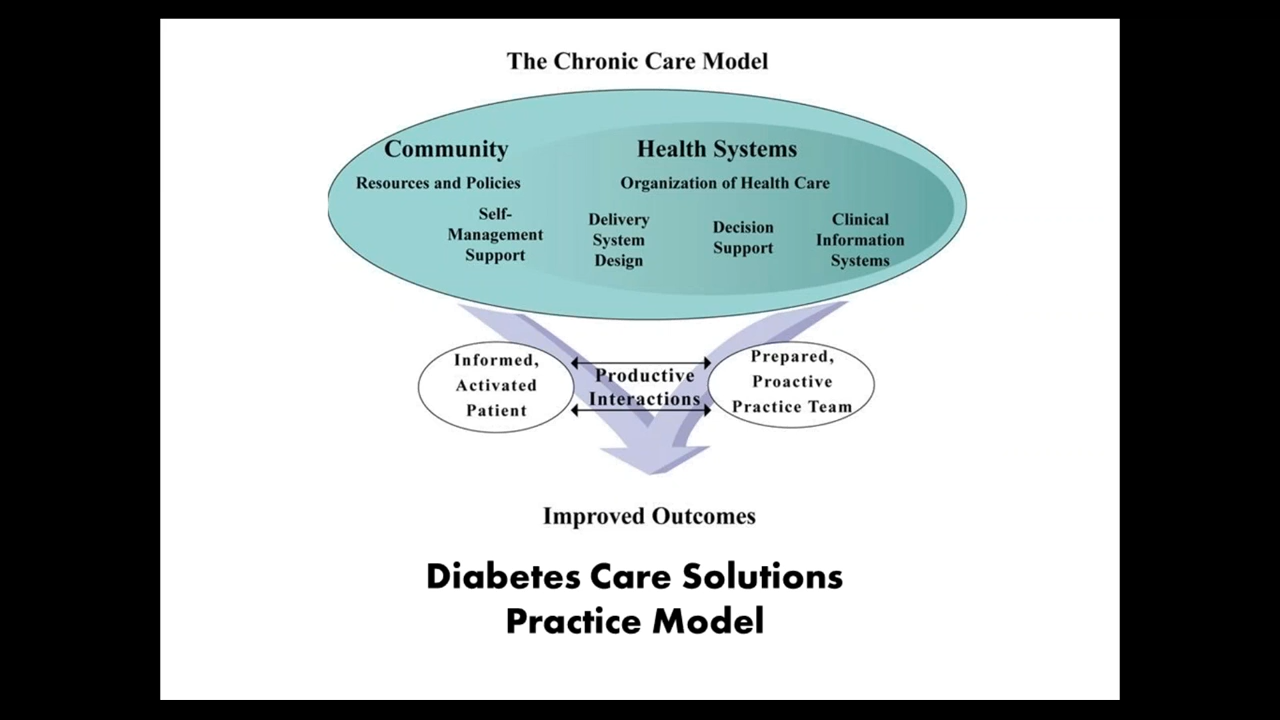 The Chronic Care Model
Community
Resources and Policies
Health Systems
Organization of Health Care
Self-
Management
Support
Delivery
System
Design
Decision
Support
Clinical
Information
Systems
Informed,
Activated
Patient
Productive
Interactions
Prepared,
Proactive
Practice Team
Improved Outcomes
Diabetes Care Solutions
Practice Model